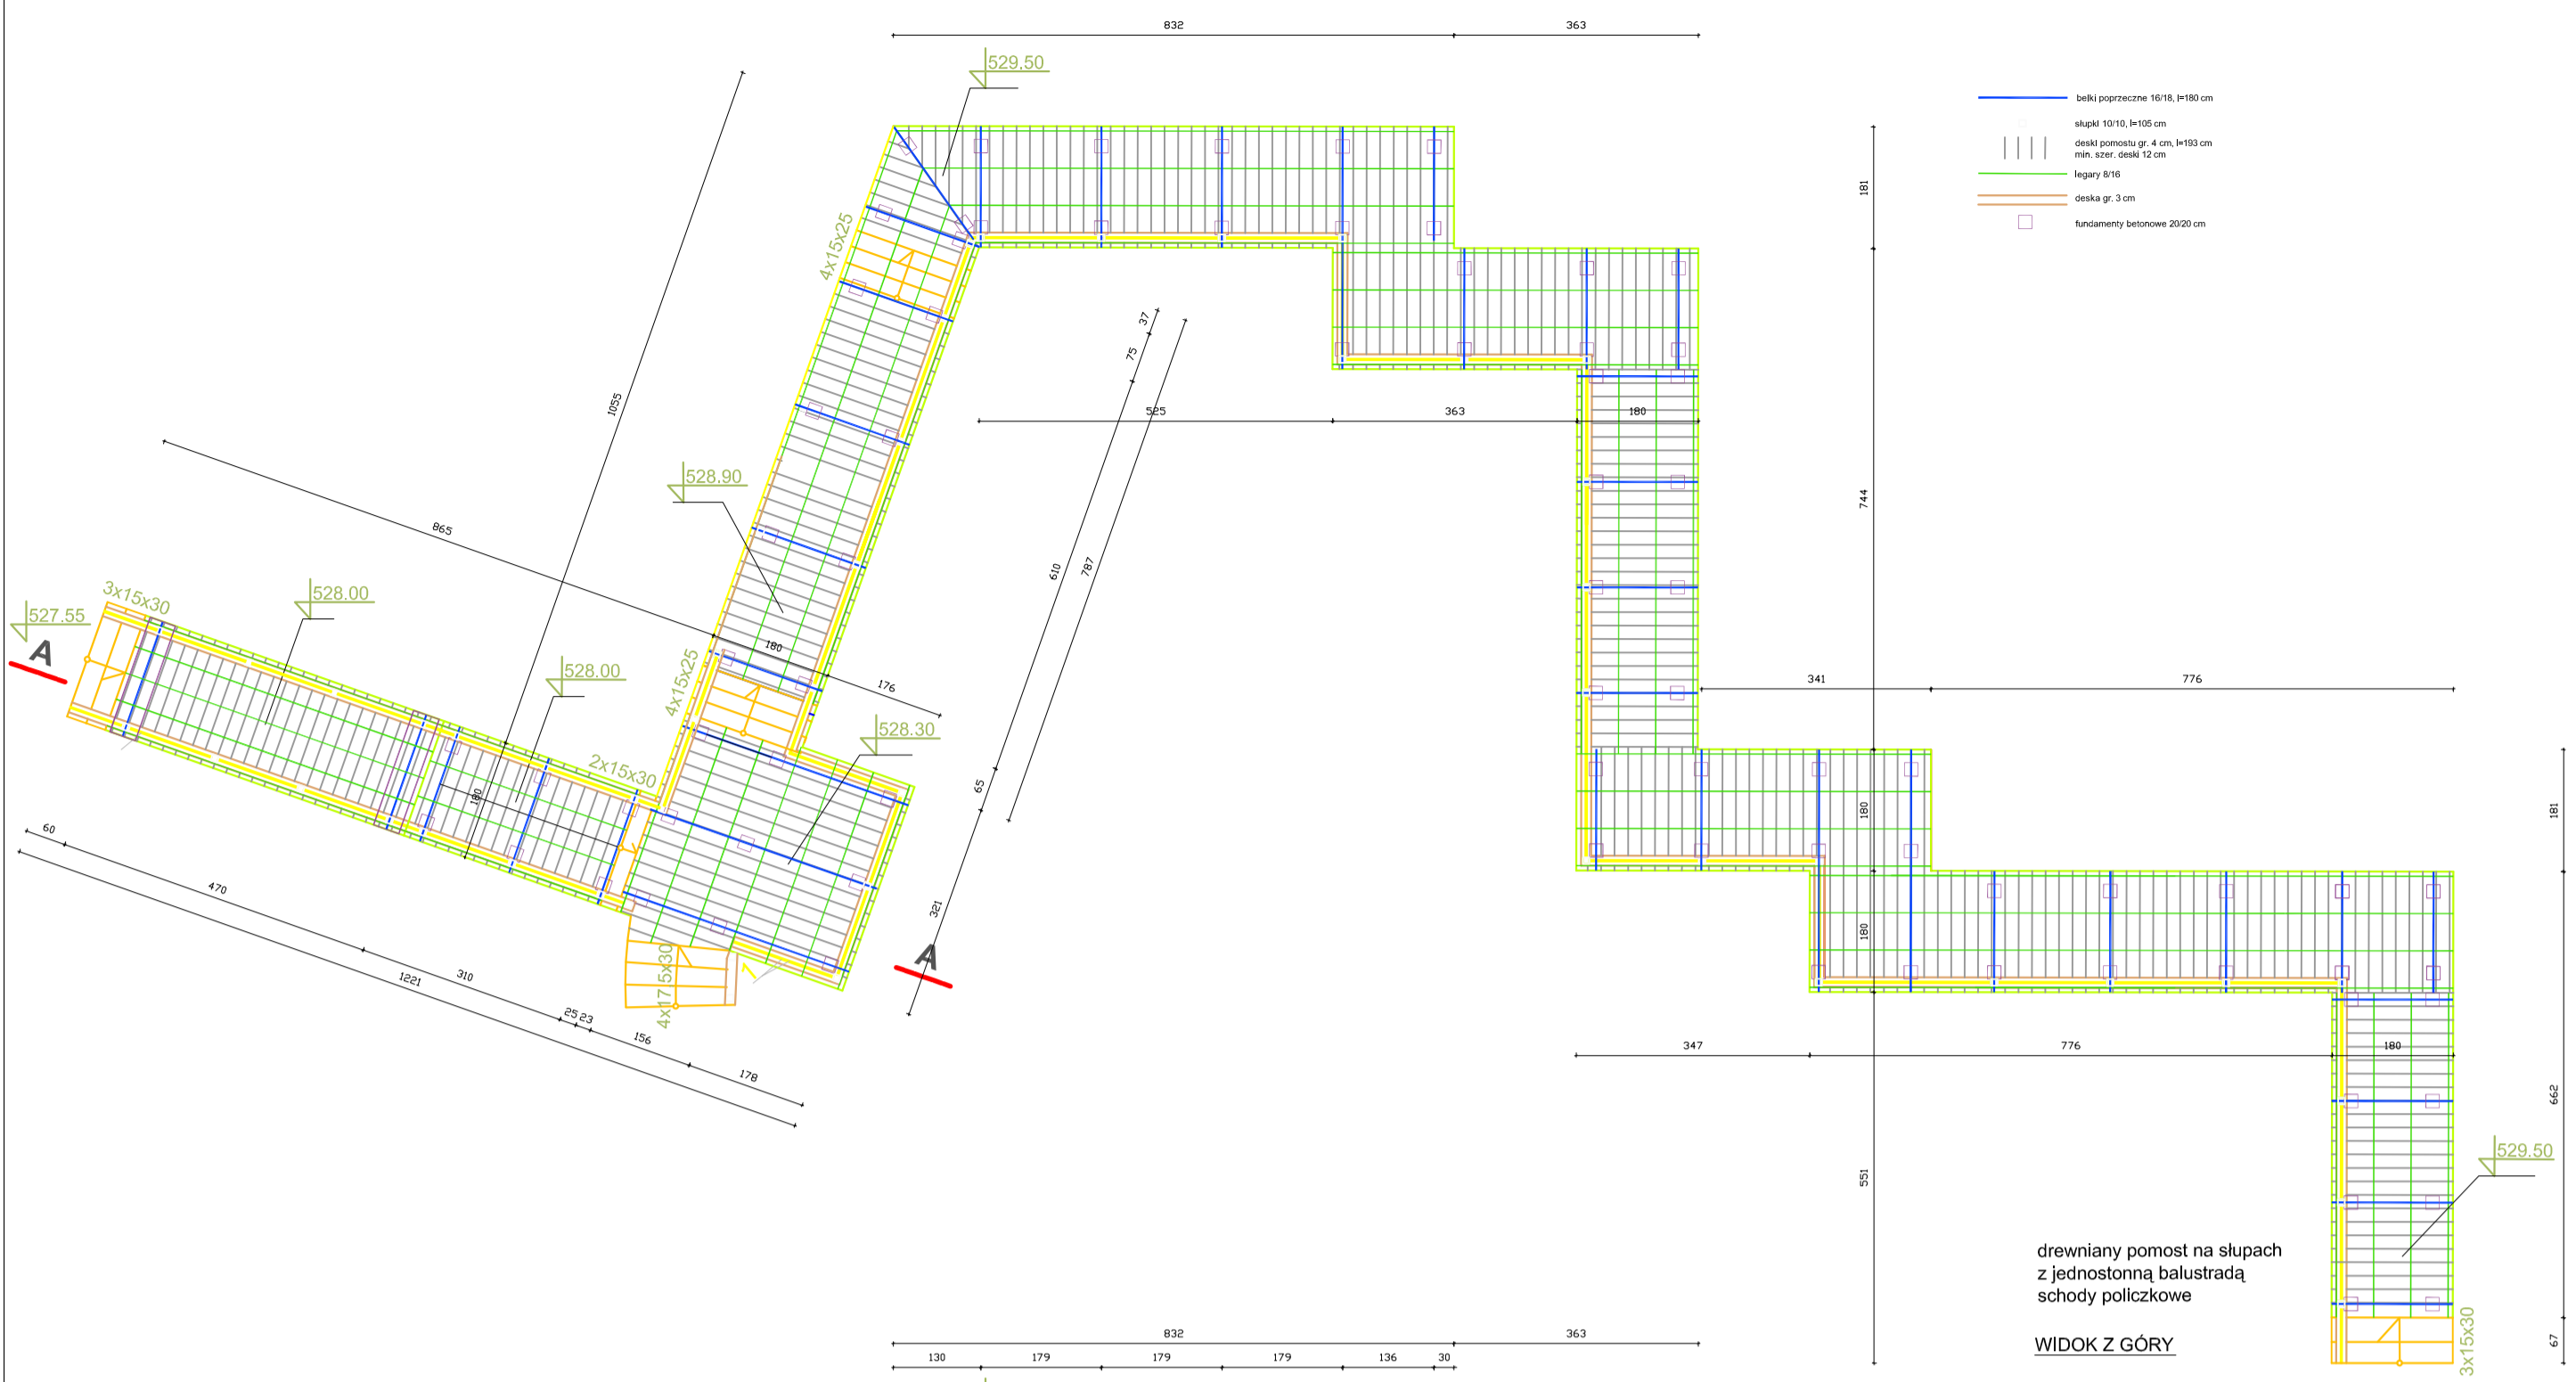 832
363
529.50
belki poprzeczne 16/18, l=180 cm
słupki 10/10, l=105 cm
deski pomostu gr. 4 cm, l=193 cm
min. szer. deski 12 cm
legary 8/16
deska gr. 3 cm
fundamenty betonowe 20/20 cm
181
4x15x25
37
75
1055
525
363
180
528.90
744
865
610
787
3x15x30
528.00
527.55
A
180
4x15x25
176
341
776
528.00
528.30
2x15x30
65
180
180
181
60
470
321
A
180
310
1221
4x17.5x30
25 23
156
178
347
776
180
662
551
529.50
drewniany pomost na słupach
z jednostonną balustradą
schody policzkowe
WIDOK Z GÓRY
3x15x30
67
832
363
130
179
179
179
136
30